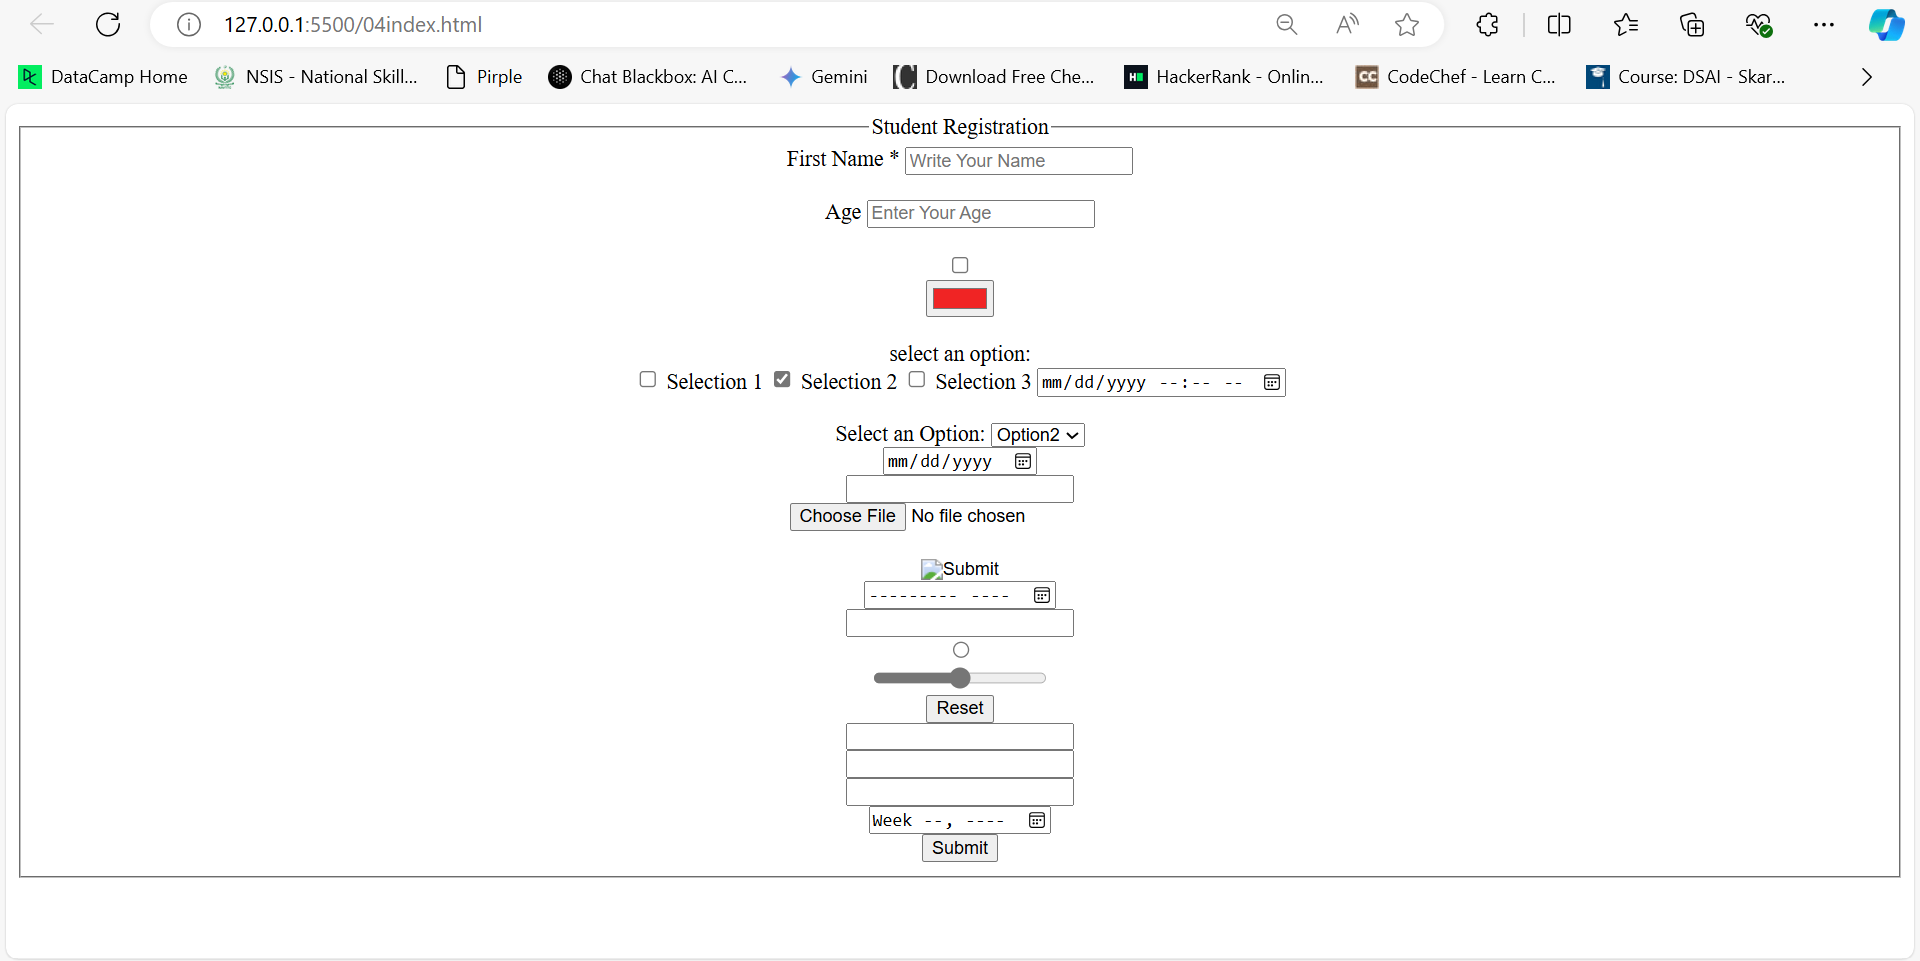 127.0.0.1:5500/04index.html
DataCamp Home NSIS - National Skill... Pirple Chat Blackbox: AI C... Gemini Download Free Che... HackerRank - Onlin... CodeChef - Learn C... Course: DSAI - Skar...
Student Registration
First Name * Write Your Name
Age Enter Your Age
select an option:
Selection 1 Selection 2 Selection 3 mm/dd/yyyy --:-- --
Select an Option: Option2
mm/dd/yyyy
Choose File No file chosen
Submit
--------- ----
Reset
Week --, ----
Submit